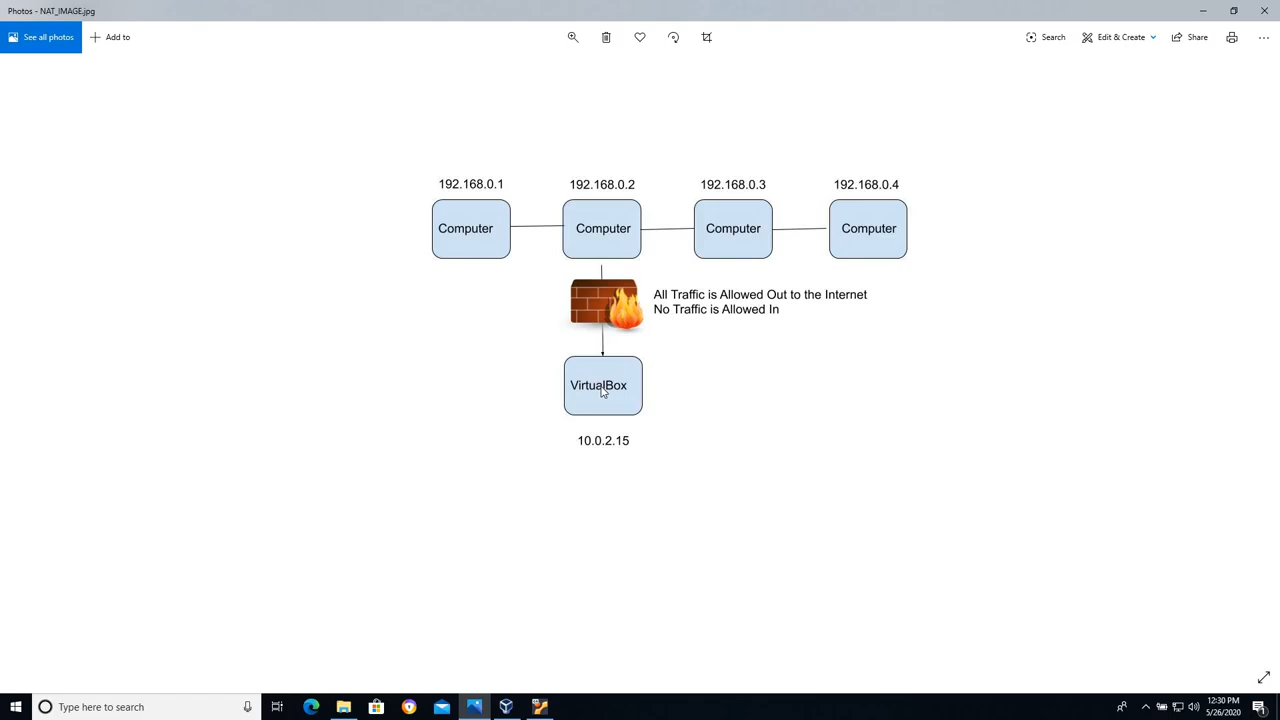 Photos - NAT_IMAGE.jpg
See all photos
Add to
Search
Edit & Create
Share
192.168.0.1
192.168.0.2
192.168.0.3
192.168.0.4
Computer
Computer
Computer
Computer
All Traffic is Allowed Out to the Internet
No Traffic is Allowed In
VirtualBox
10.0.2.15
Type here to search
12:30 PM
5/26/2020
1